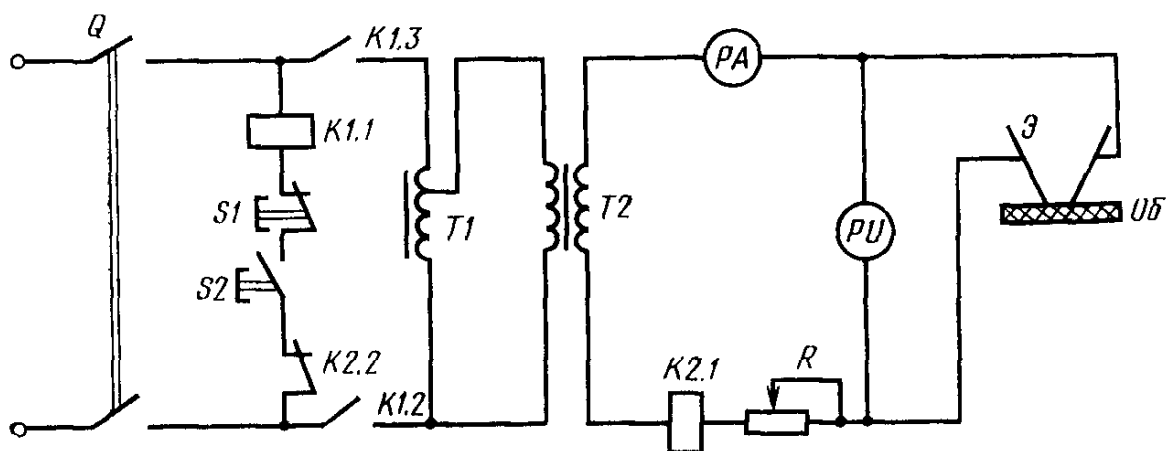 Q
K1.3
K1.1
S1
S2
K2.2
K1.2
T1
T2
PA
PU
K2.1
R
Э
Об